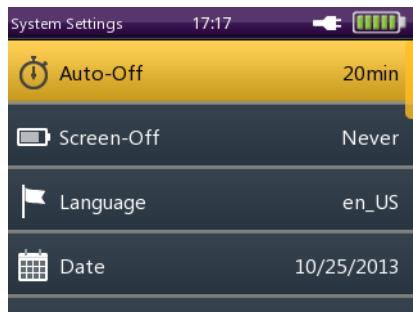 System Settings 17:17
Auto-Off 20min
Screen-Off Never
Language en_US
Date 10/25/2013